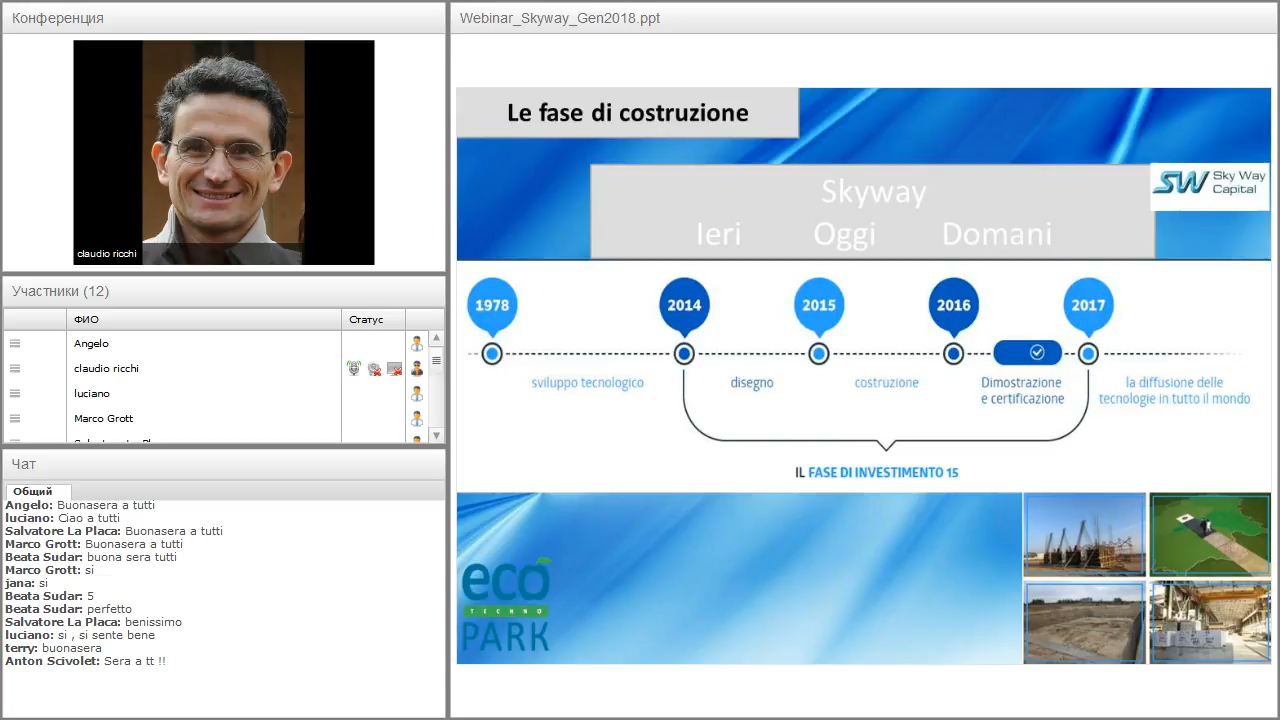 Конференция
claudio ricchi
Участники (12)
ФИО
Статус
Angelo
claudio ricchi
luciano
Marco Grott
Чат
Общий
Angelo: Buonasera a tutti
luciano: Ciao a tutti
Salvatore La Placa: Buonasera a tutti
Marco Grott: Buonasera a tutti
Beata Sudar: buona sera tutti
Marco Grott: si
jana: si
Beata Sudar: 5
Beata Sudar: perfetto
Salvatore La Placa: benissimo
luciano: si , si sente bene
terry: buonasera
Anton Scivolet: Sera a tt !!
Webinar_Skyway_Gen2018.ppt
Le fase di costruzione
Skyway
Ieri Oggi Domani
SW Sky Way
Capital
1978 2014 2015 2016 2017
sviluppo tecnologico
disegno
costruzione
Dimostrazione
e certificazione
la diffusione delle
tecnologie in tutto il mondo
IL FASE DI INVESTIMENTO 15
eco
TECHNO
PARK